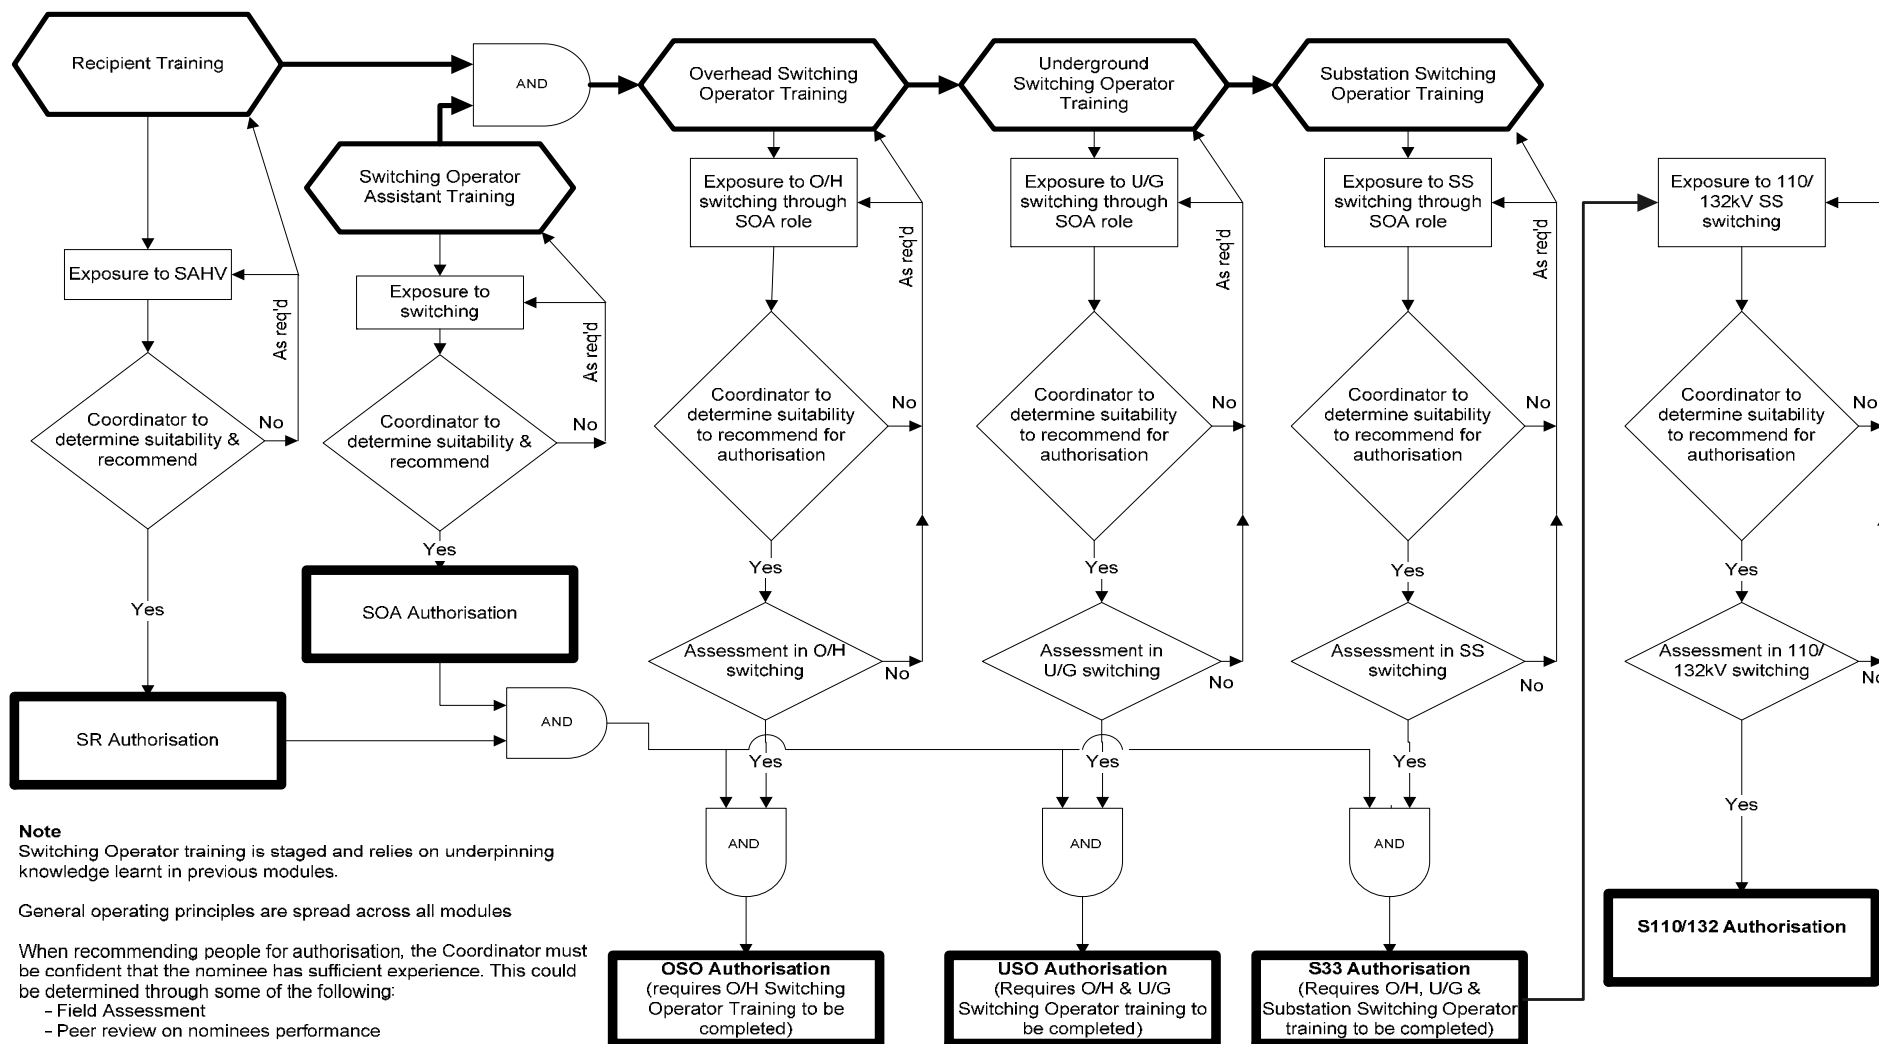 Recipient Training
AND
Overhead Switching
Operator Training
Underground
Switching Operator
Training
Substation Switching
Operatior Training
Switching Operator
Assistant Training
Exposure to O/H
switching through
SOA role
Exposure to U/G
switching through
SOA role
Exposure to SS
switching through
SOA role
Exposure to 110/
132kV SS
switching
Exposure to SAHV
Exposure to
switching
As req'd
As req'd
As req'd
As req'd
As req'd
Coordinator to
determine suitability &
recommend
No
Coordinator to
determine suitability &
recommend
No
Coordinator to
determine suitability
to recommend for
authorisation
No
Coordinator to
determine suitability
to recommend for
authorisation
No
Coordinator to
determine suitability
to recommend for
authorisation
No
Coordinator to
determine suitability
to recommend for
authorisation
No
Yes
Yes
Yes
Yes
Yes
Yes
SOA Authorisation
Assessment in O/H
switching
No
Assessment in
U/G switching
No
Assessment in SS
switching
No
Assessment in 110/
132kV switching
No
SR Authorisation
AND
Yes
Yes
Yes
Yes
AND
AND
AND
Note
Switching Operator training is staged and relies on underpinning
knowledge learnt in previous modules.
General operating principles are spread across all modules
When recommending people for authorisation, the Coordinator must
be confident that the nominee has sufficient experience. This could
be determined through some of the following:
- Field Assessment
- Peer review on nominees performance
OSO Authorisation
(requires O/H Switching
Operator Training to be
completed)
USO Authorisation
(Requires O/H & U/G
Switching Operator training to
be completed)
S33 Authorisation
(Requires O/H, U/G &
Substation Switching Operator
training to be completed)
S110/132 Authorisation